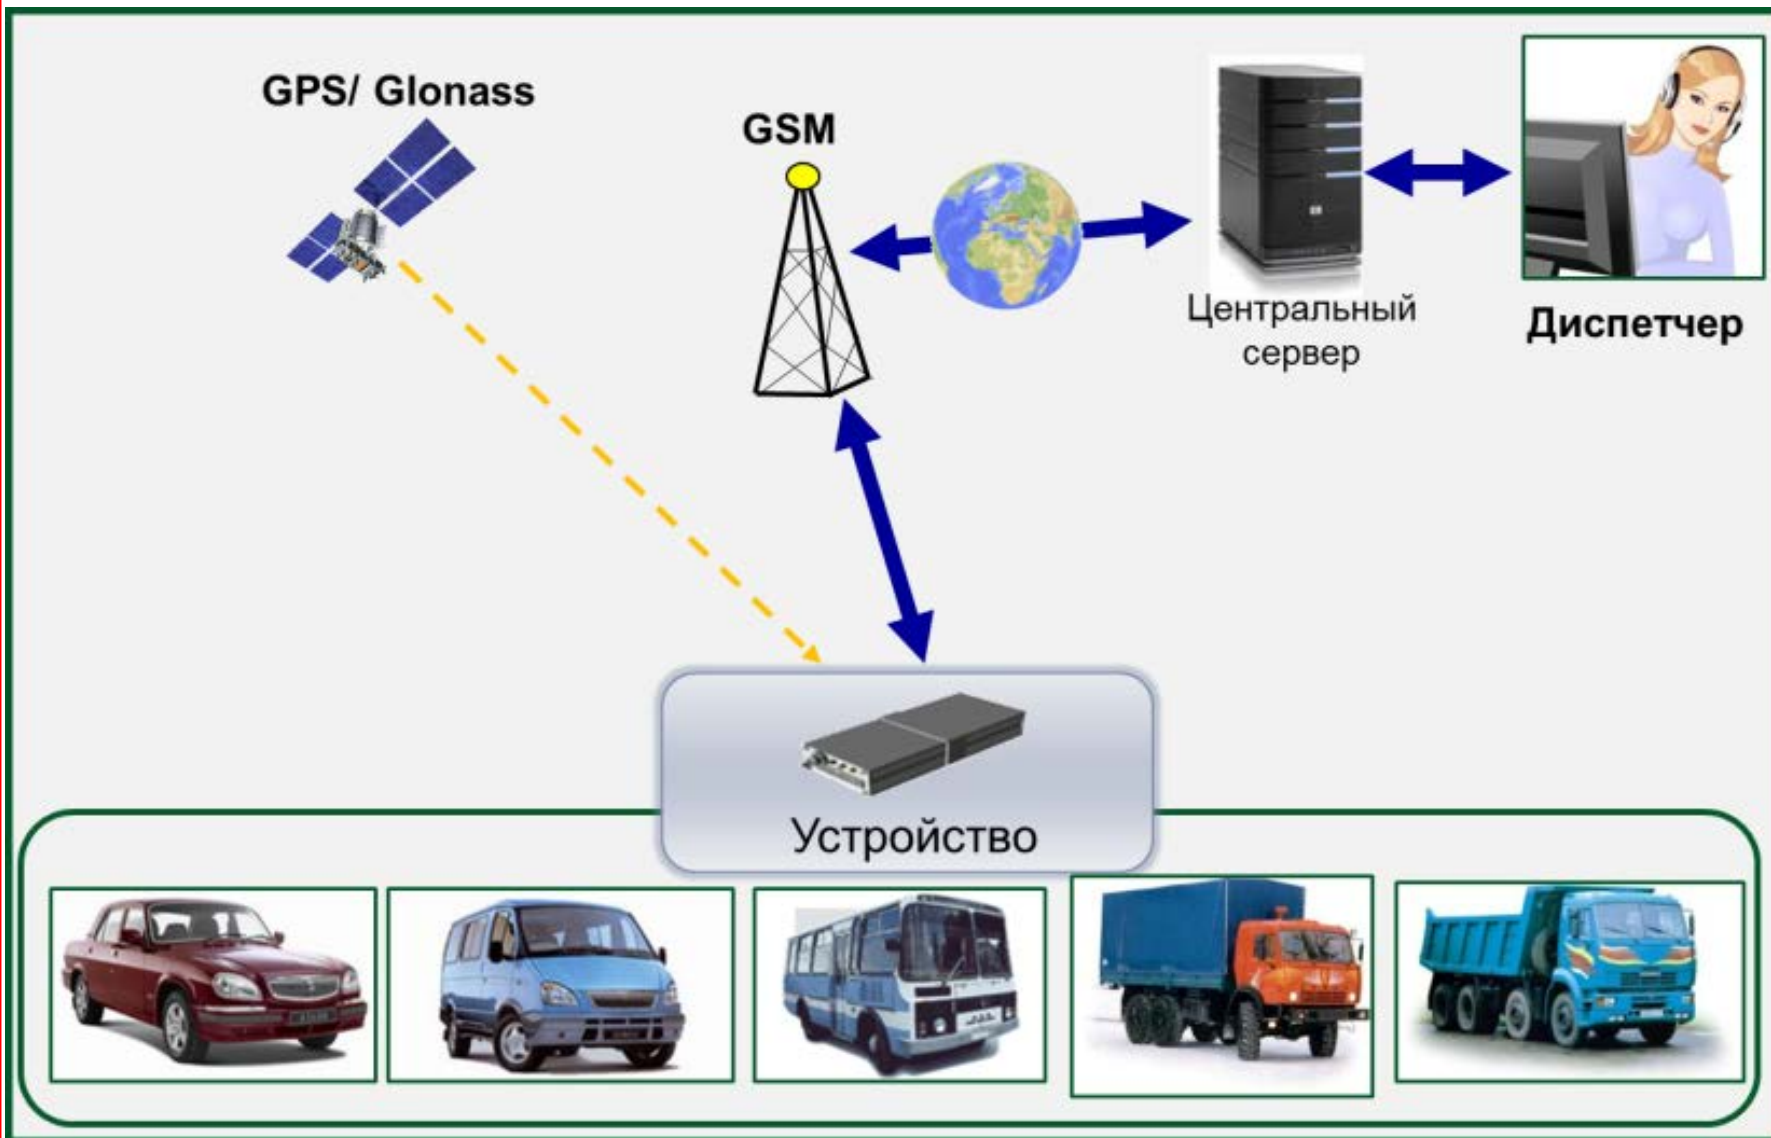 GPS/ Glonass
GSM
Центральный
сервер
Диспетчер
Устройство